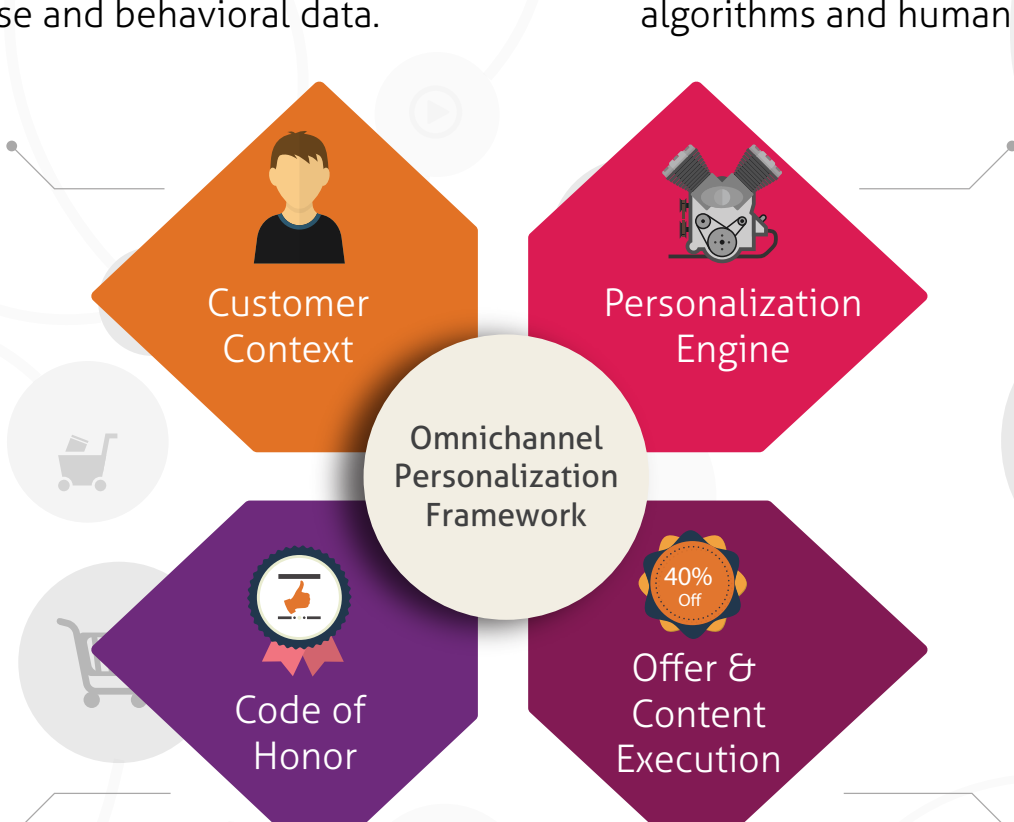 and behavioral data.
algorithms and human
Customer
Context
Personalization
Engine
Omnichannel
Personalization
Framework
40%
Off
Code of
Honor
Offer &
Content
Execution